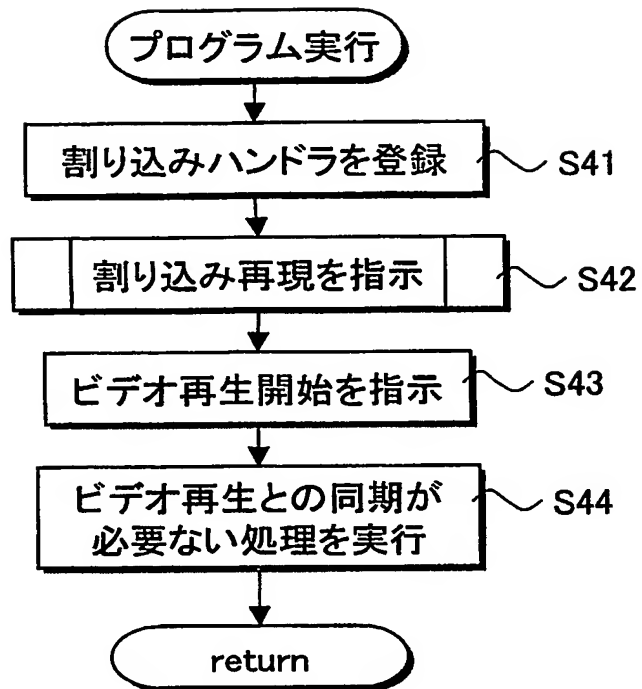 プログラム実行
割り込みハンドラを登録
S41
割り込み再現を指示
S42
ビデオ再生開始を指示
S43
ビデオ再生との同期が
必要ない処理を実行
S44
return